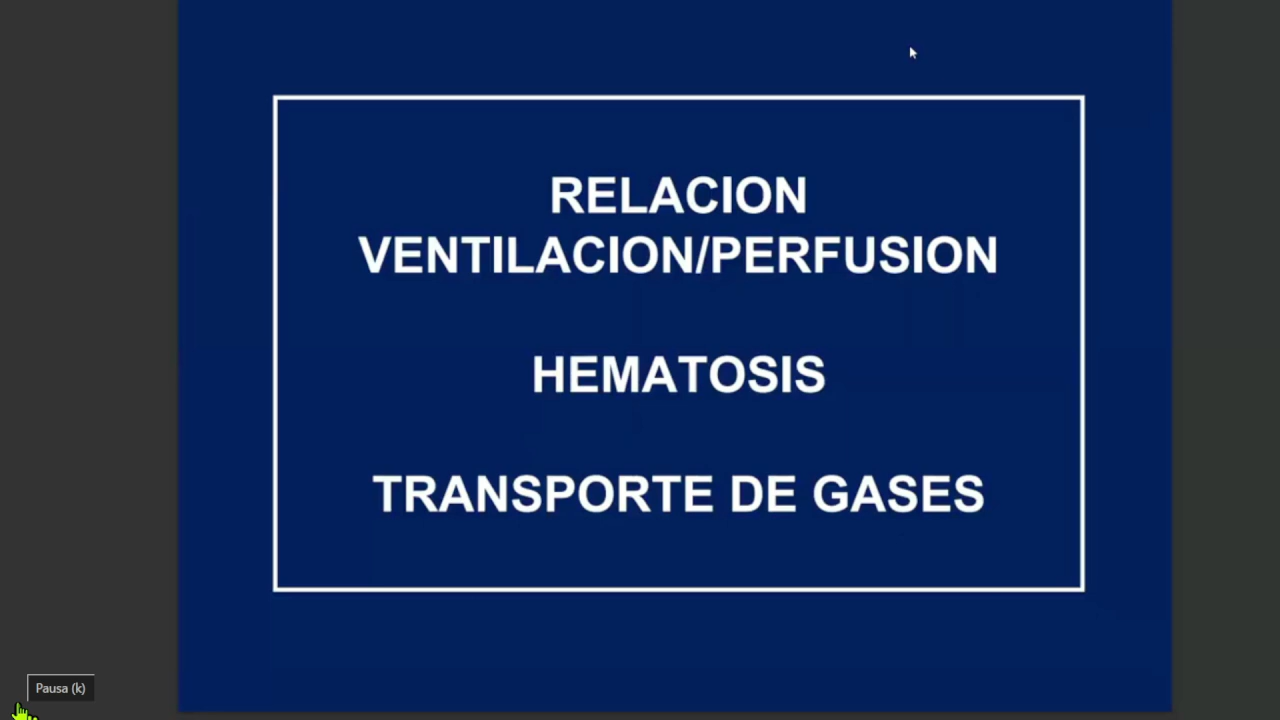 RELACION
VENTILACION/PERFUSION
HEMATOSIS
TRANSPORTE DE GASES
Pausa (k)